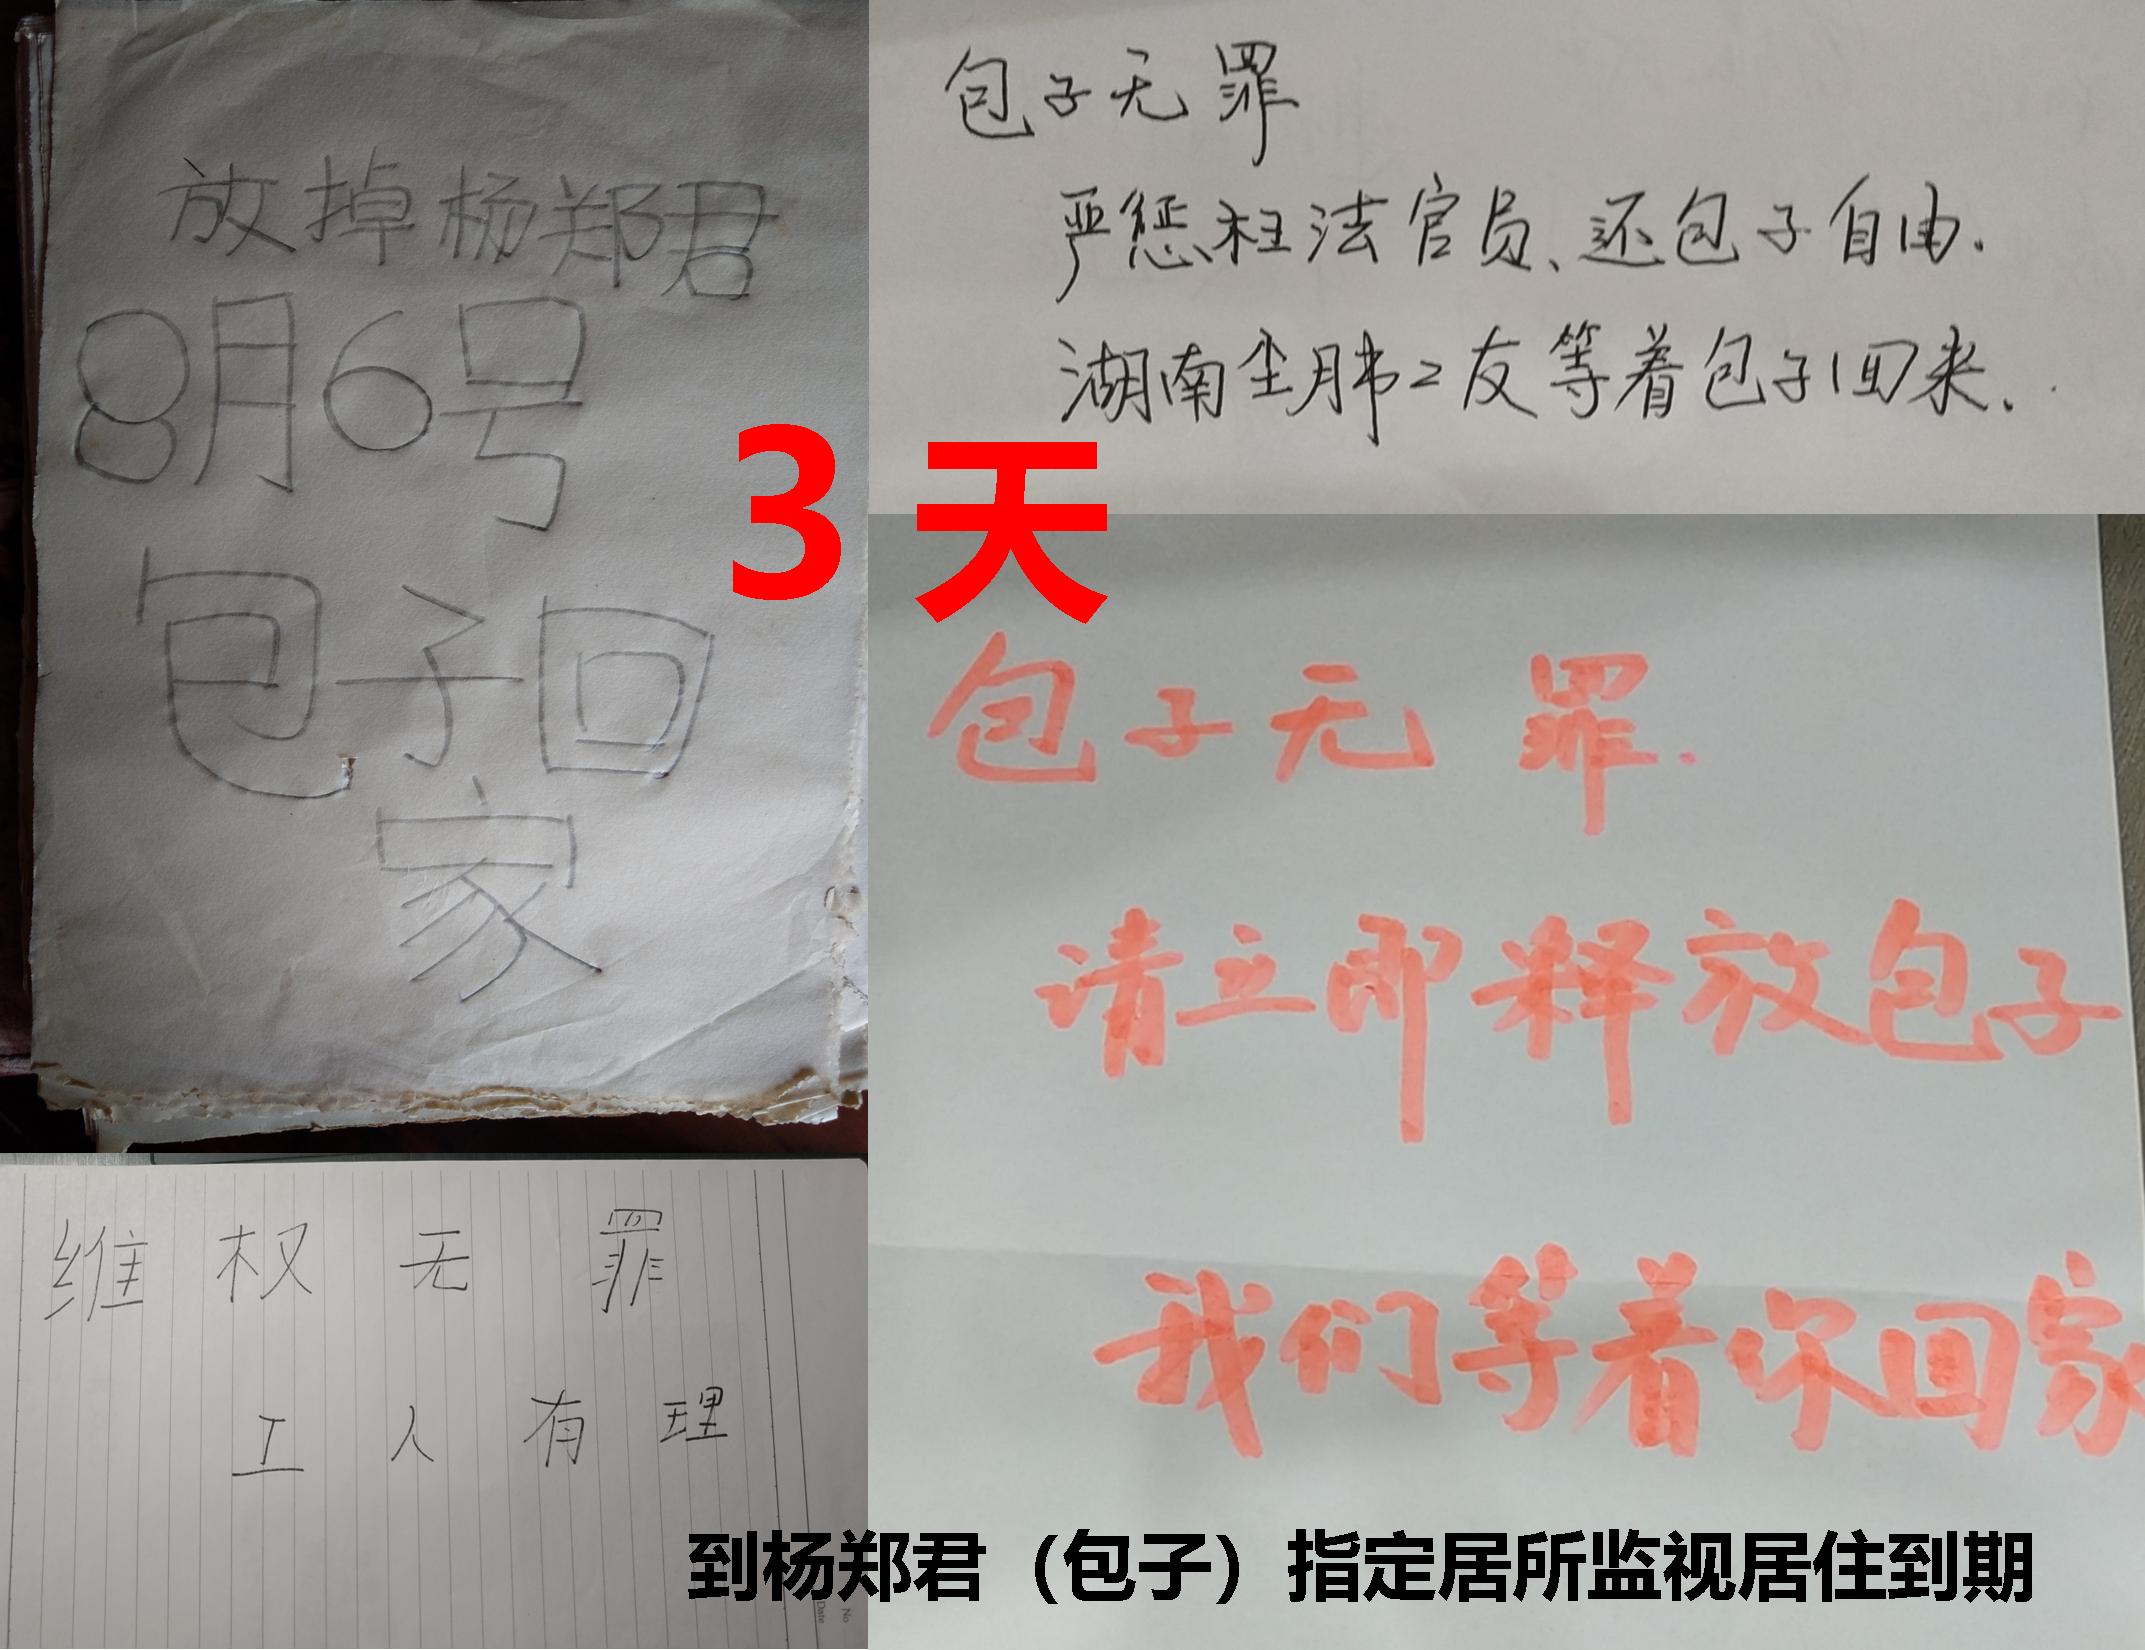 放掉杨郑君
8月6号
包子回
家
包子无罪
严惩枉法官员、还包子自由.
湖南尘肺工友等着包子回来.
3 天
包子无罪.
请立即释放包子
我们等着你回家
维权无罪
工人有理
到杨郑君（包子）指定居所监视居住到期
No
Date